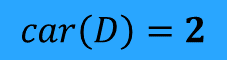 car(D) = 2